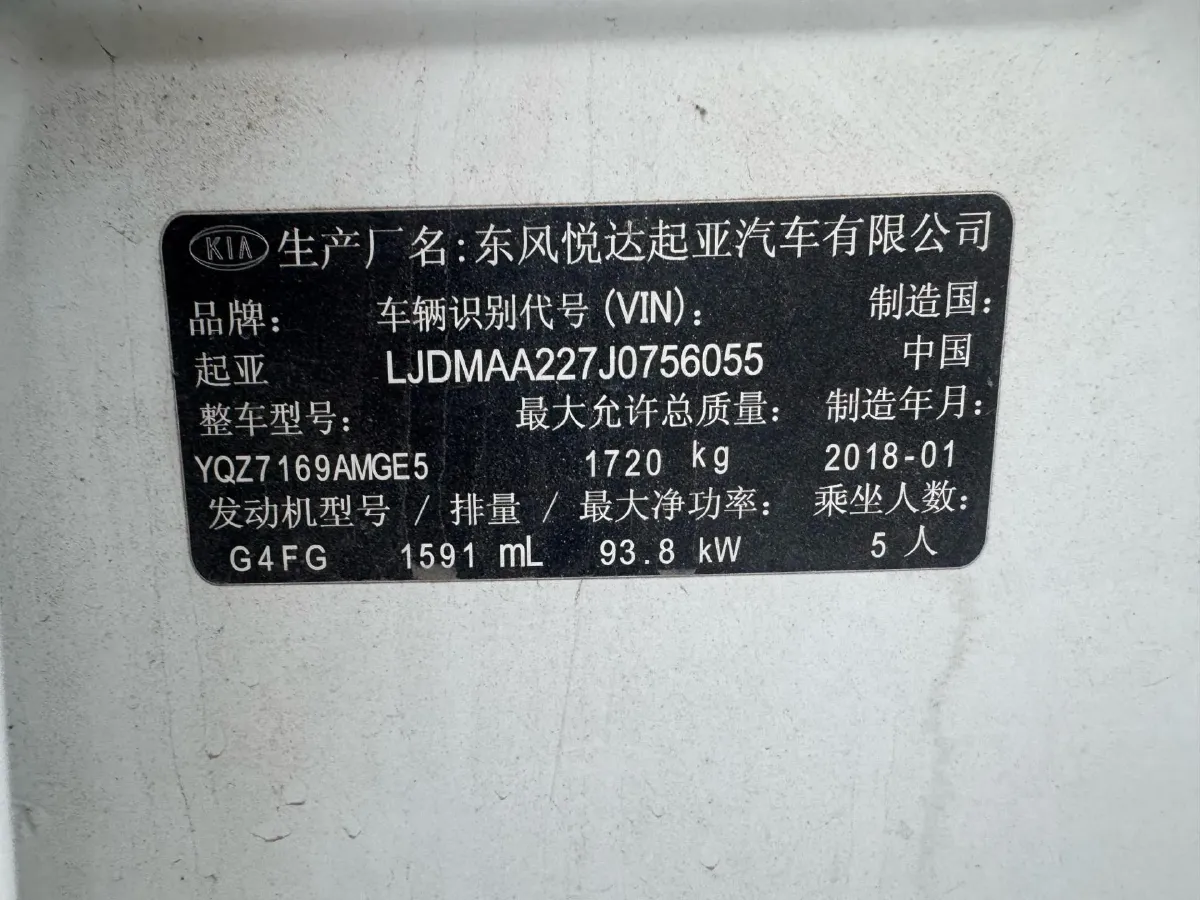 KIA 生产厂名:东风悦达起亚汽车有限公司
品牌: 车辆识别代号(VIN): 制造国:
起亚 LJDMAA227J0756055 中国
整车型号: 最大允许总质量: 制造年月:
YQZ7169AMGE5 1720 kg 2018-01
发动机型号 / 排量 / 最大净功率: 乘坐人数:
G4FG 1591 mL 93.8 kW 5 人